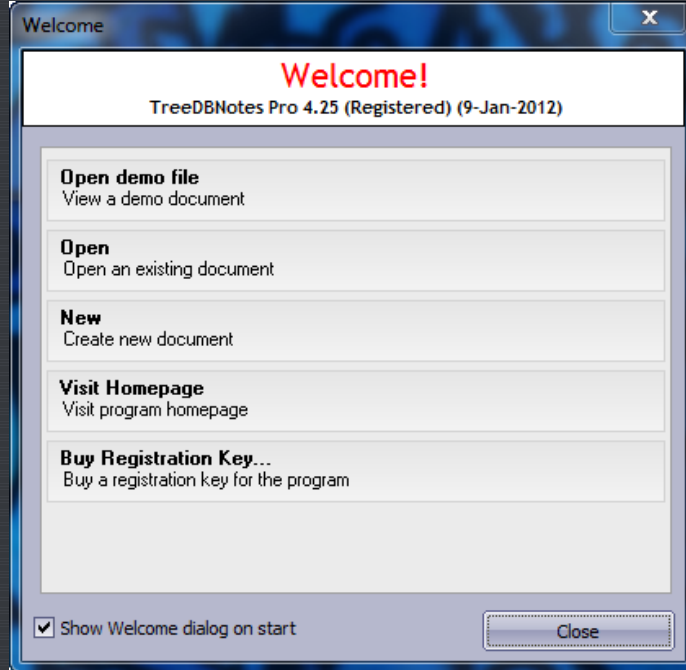 Welcome
Welcome!
TreeDBNotes Pro 4.25 (Registered) (9-Jan-2012)
Open demo file
View a demo document
Open
Open an existing document
New
Create new document
Visit Homepage
Visit program homepage
Buy Registration Key...
Buy a registration key for the program
Show Welcome dialog on start
Close